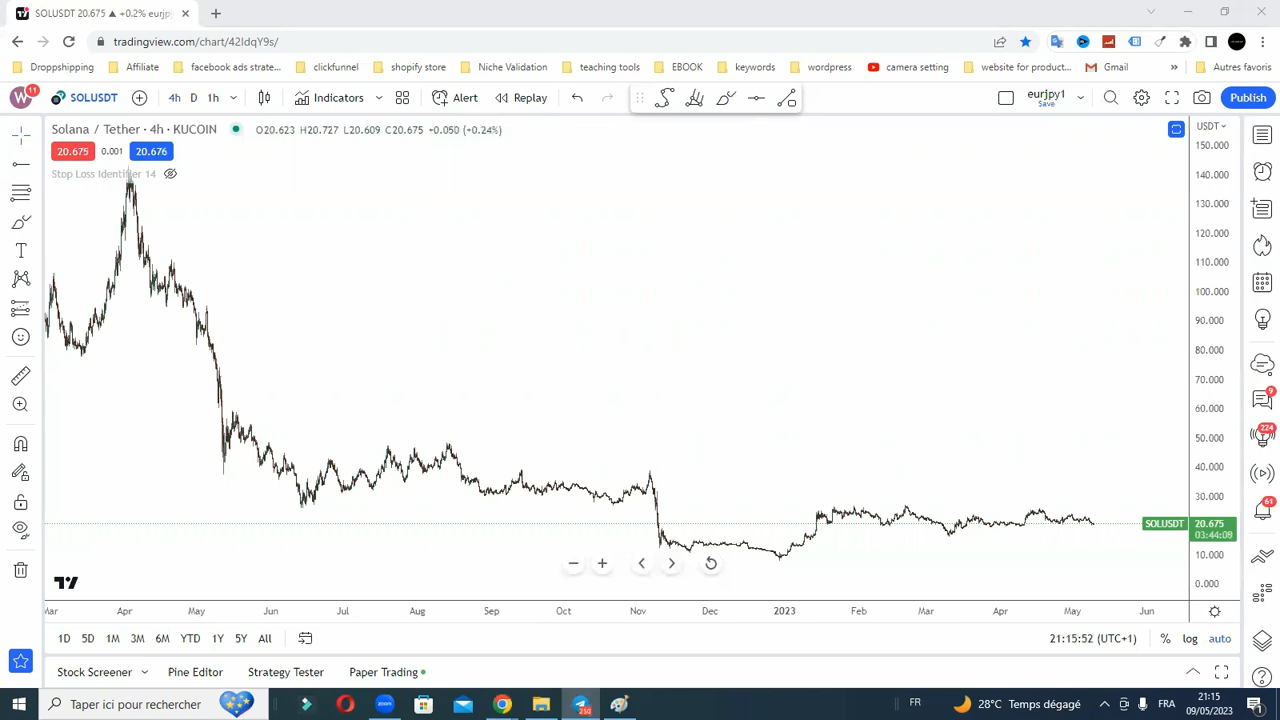 SOLUSDT 20.675 ▲ +0.2% eurjpy
tradingview.com/chart/42IdqY9s/
Droppshipping
Affiliate
facebook ads strate...
clickfunnel
shopify store
Niche Validation
teaching tools
EBOOK
keywords
wordpress
camera setting
website for product...
Gmail
»
Autres favoris
W
11
SOLUSDT
4h
D
1h
Indicators
Alert
Replay
eurjpy1
Save
Publish
Solana / Tether · 4h · KUCOIN
O20.623 H20.727 L20.609 C20.675 +0.050 (+0.24%)
USDT
20.675
0.001
20.676
Stop Loss Identifier 14
150.000
140.000
130.000
120.000
110.000
100.000
90.000
80.000
70.000
60.000
50.000
40.000
30.000
SOLUSDT
20.675
03:44:08
10.000
0.000
9
224
61
Mar
Apr
May
Jun
Jul
Aug
Sep
Oct
Nov
Dec
2023
Feb
Mar
Apr
May
Jun
1D
5D
1M
3M
6M
YTD
1Y
5Y
All
21:15:52 (UTC+1)
%
log
auto
Stock Screener
Pine Editor
Strategy Tester
Paper Trading
Taper ici pour rechercher
zoom
FR
28°C Temps dégagé
FRA
21:15
09/05/2023